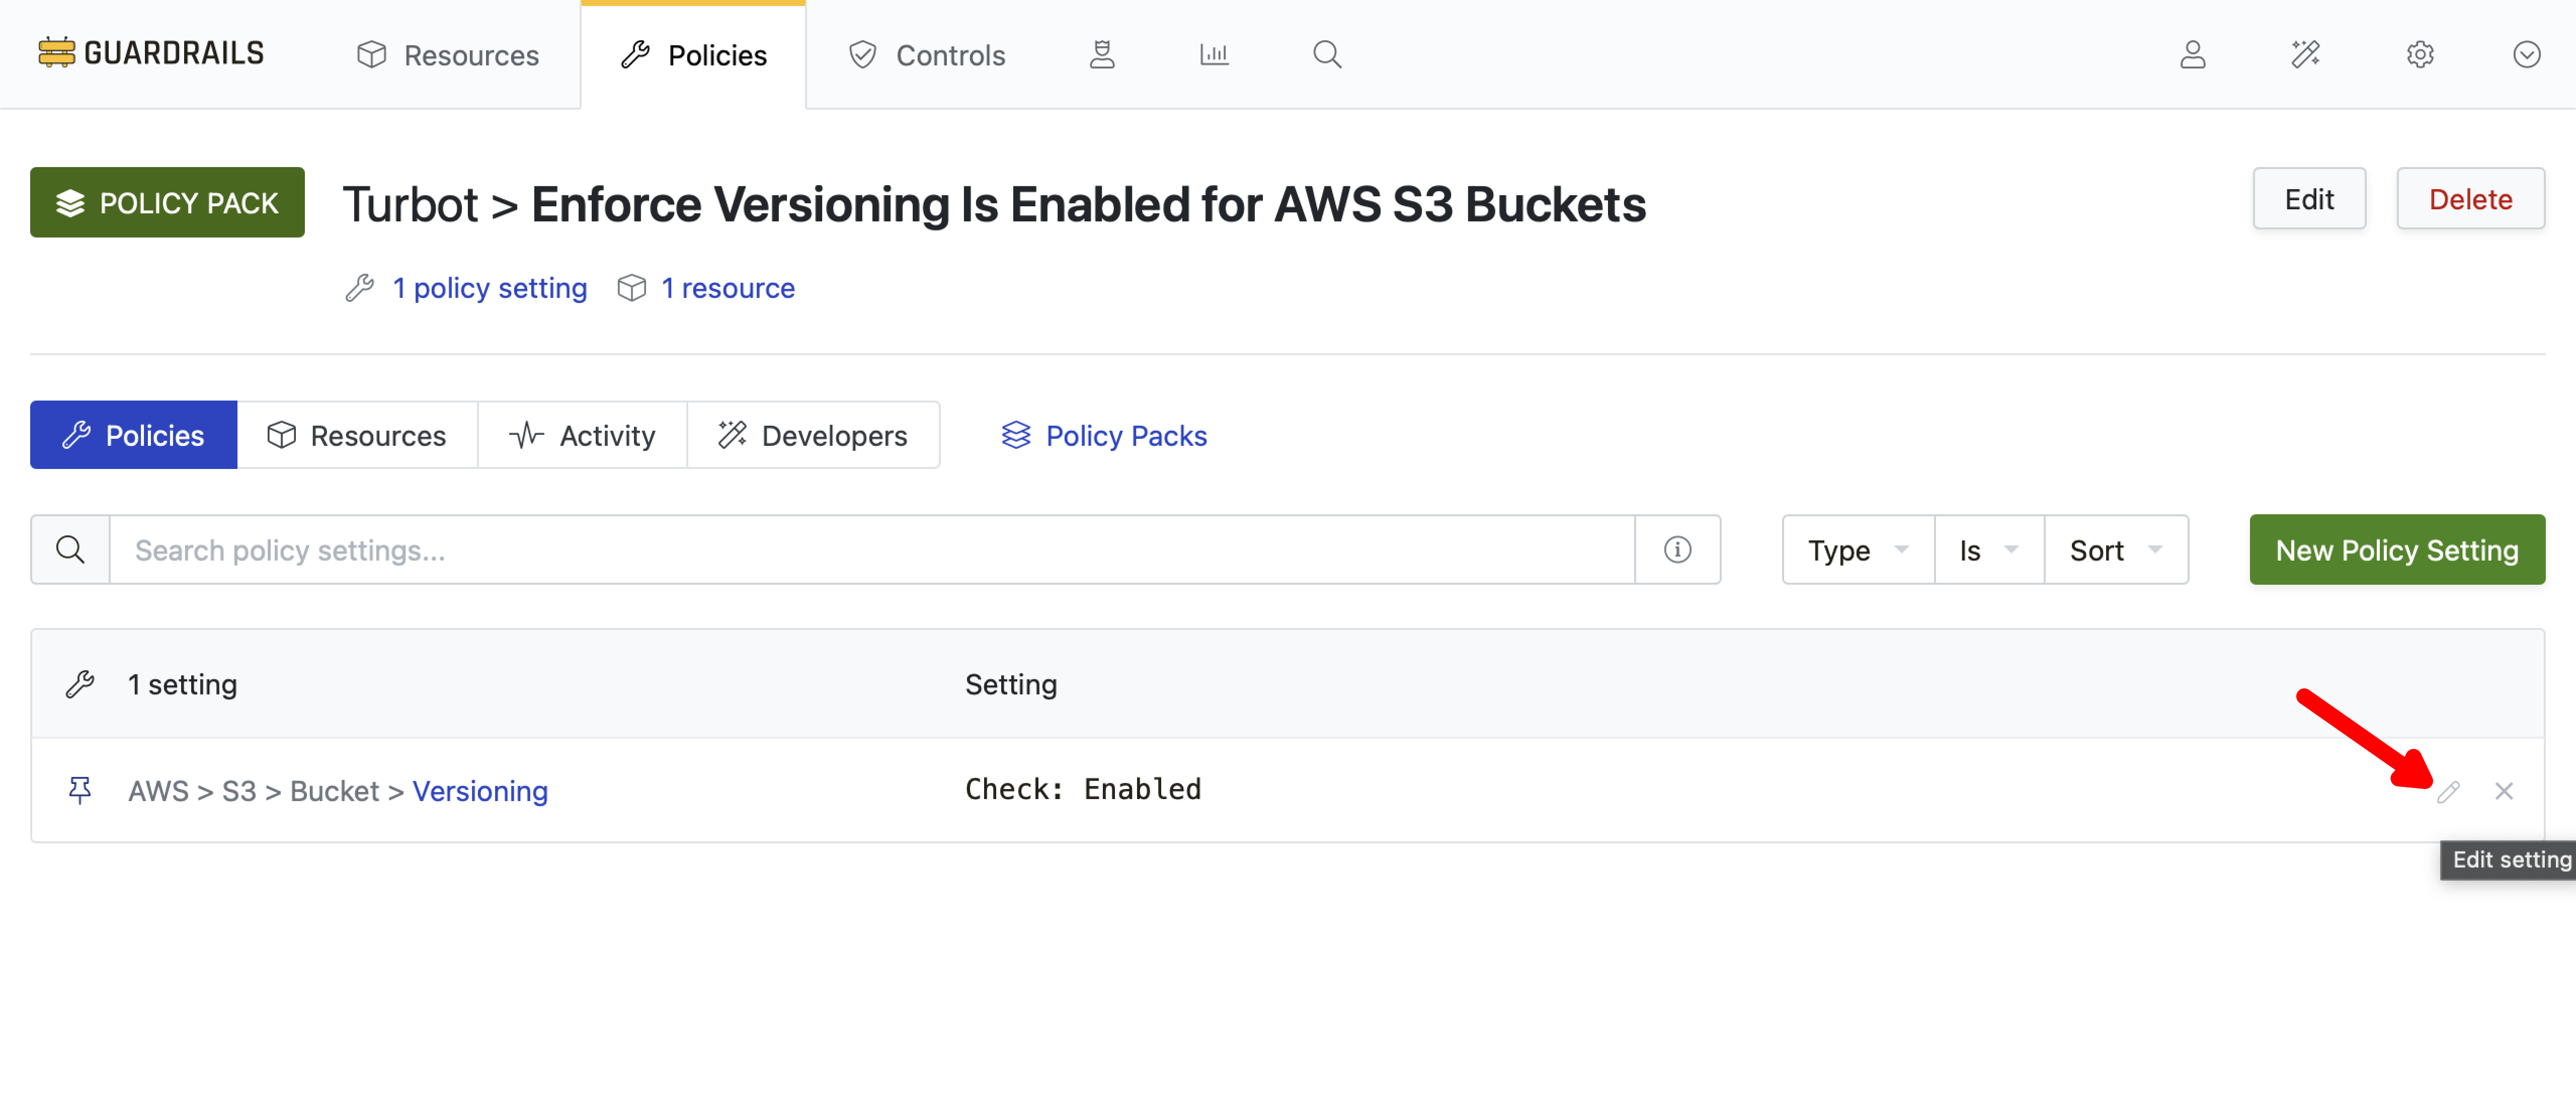 GUARDRAILS Resources Policies Controls
POLICY PACK Turbot > Enforce Versioning Is Enabled for AWS S3 Buckets Edit Delete
1 policy setting 1 resource
Policies Resources Activity Developers Policy Packs
Search policy settings... Type Is Sort New Policy Setting
1 setting Setting
AWS > S3 > Bucket > Versioning Check: Enabled
Edit setting